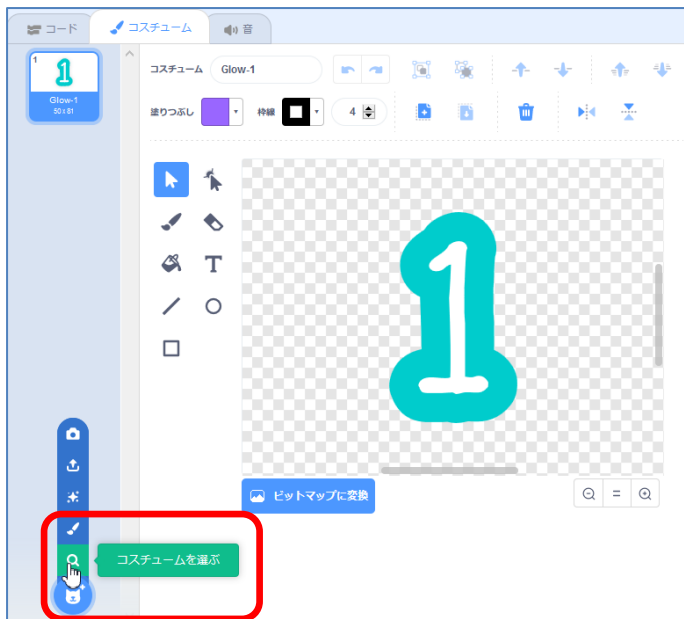 コード
コスチューム
音
1
1
Glow-1
50 x 81
コスチューム Glow-1
塗りつぶし 枠線 4
T
1
ビットマップに変換
コスチュームを選ぶ